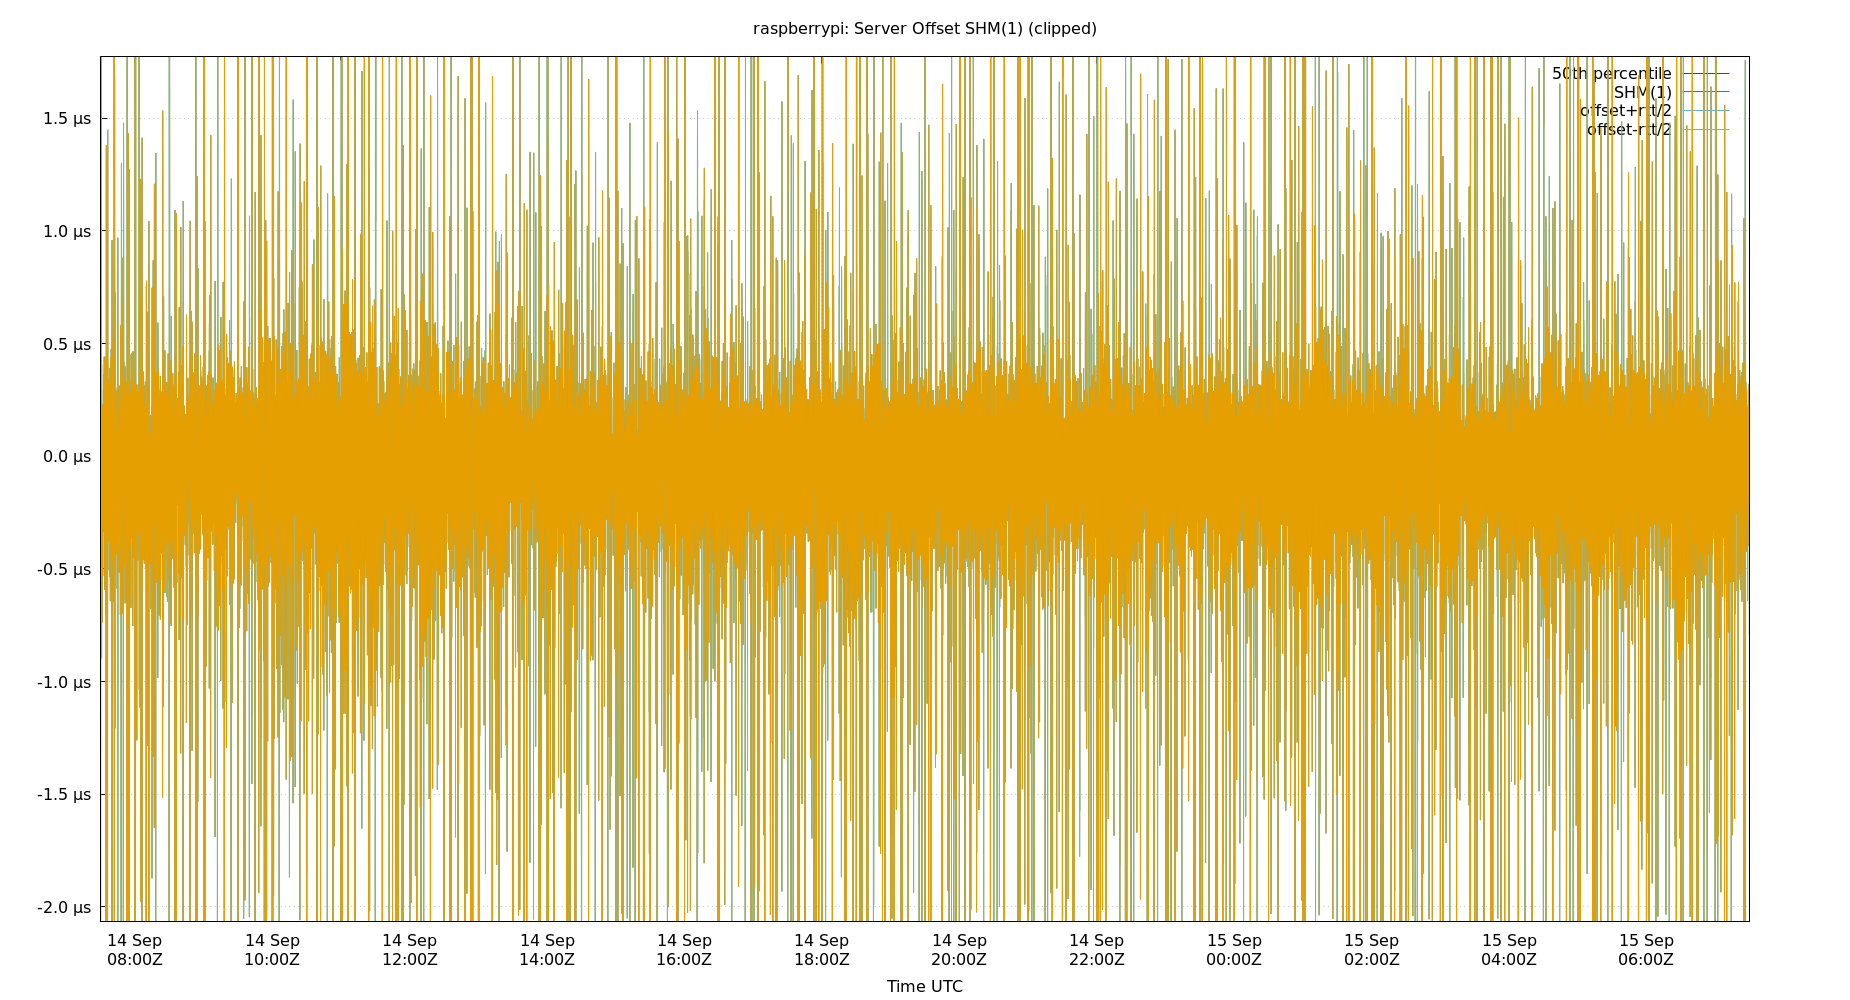 raspberrypi: Server Offset SHM(1) (clipped)
50th percentile
SHM(1)
offset+rtt/2
offset-rtt/2
1.5 µs
1.0 µs
0.5 µs
0.0 µs
-0.5 µs
-1.0 µs
-1.5 µs
-2.0 µs
14 Sep 14 Sep 14 Sep 14 Sep 14 Sep 14 Sep 14 Sep 14 Sep 15 Sep 15 Sep 15 Sep 15 Sep
08:00Z 10:00Z 12:00Z 14:00Z 16:00Z 18:00Z 20:00Z 22:00Z 00:00Z 02:00Z 04:00Z 06:00Z
Time UTC